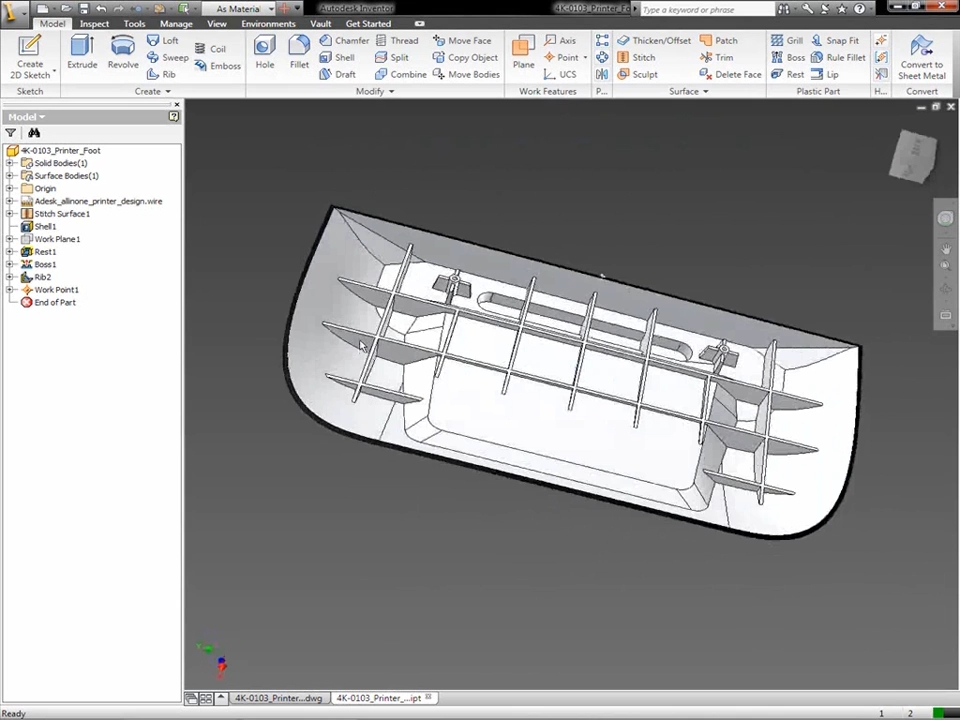 As Material
Autodesk Inventor
4K-0103_Printer_Fo
Type a keyword or phrase
Model Inspect Tools Manage View Environments Vault Get Started
Create
2D Sketch
Extrude
Revolve
Loft
Sweep
Rib
Coil
Emboss
Hole
Fillet
Chamfer
Shell
Draft
Thread
Split
Combine
Move Face
Copy Object
Move Bodies
Plane
Axis
Point
UCS
Thicken/Offset
Stitch
Sculpt
Patch
Trim
Delete Face
Grill
Boss
Rest
Snap Fit
Rule Fillet
Lip
Convert to
Sheet Metal
Sketch Create Modify Work Features P... Surface Plastic Part H... Convert
Model
4K-0103_Printer_Foot
Solid Bodies(1)
Surface Bodies(1)
Origin
Adesk_allinone_printer_design.wire
Stitch Surface1
Shell1
Work Plane1
Rest1
Boss1
Rib2
Work Point1
End of Part
4K-0103_Printer...dwg
4K-0103_Printer_...ipt
Ready
1 2